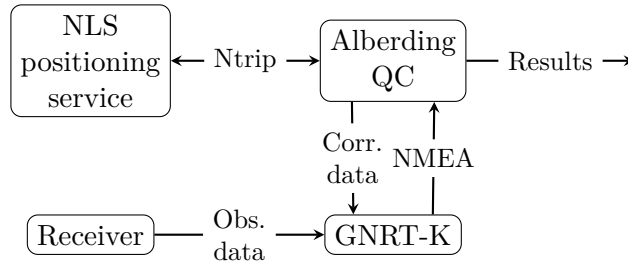 NLS
positioning
service
Ntrip
Alberding
QC
Results
Corr.
data
NMEA
Receiver
Obs.
data
GNRT-K